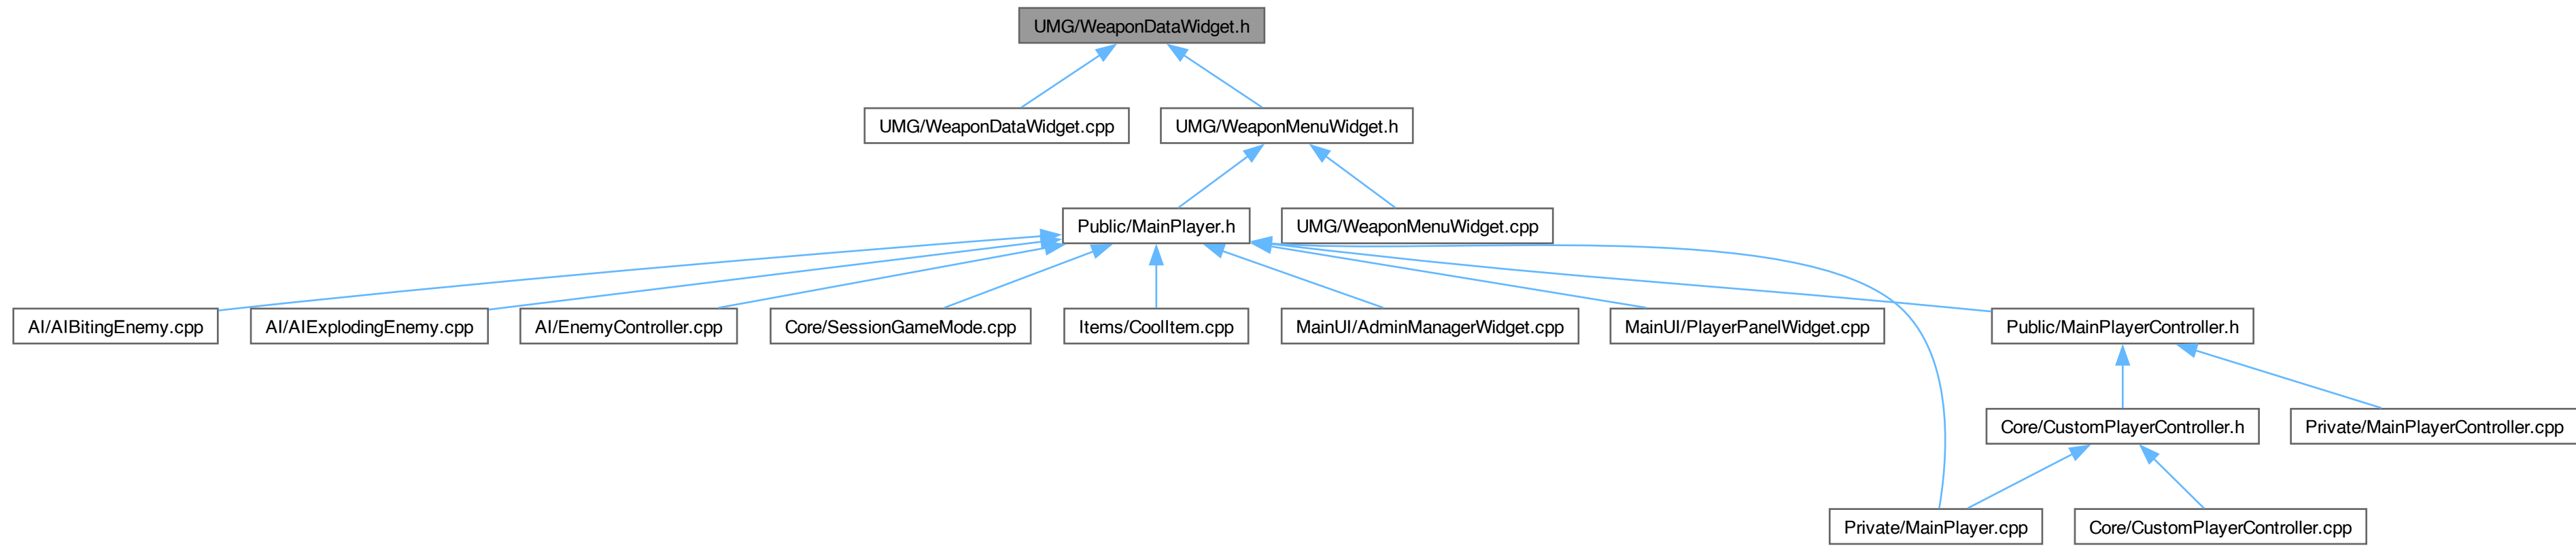 UMG/WeaponDataWidget.h
UMG/WeaponDataWidget.cpp
UMG/WeaponMenuWidget.h
Public/MainPlayer.h
UMG/WeaponMenuWidget.cpp
AI/AIBitingEnemy.cpp
AI/AIExplodingEnemy.cpp
AI/EnemyController.cpp
Core/SessionGameMode.cpp
Items/CoolItem.cpp
MainUI/AdminManagerWidget.cpp
MainUI/PlayerPanelWidget.cpp
Public/MainPlayerController.h
Core/CustomPlayerController.h
Private/MainPlayerController.cpp
Private/MainPlayer.cpp
Core/CustomPlayerController.cpp